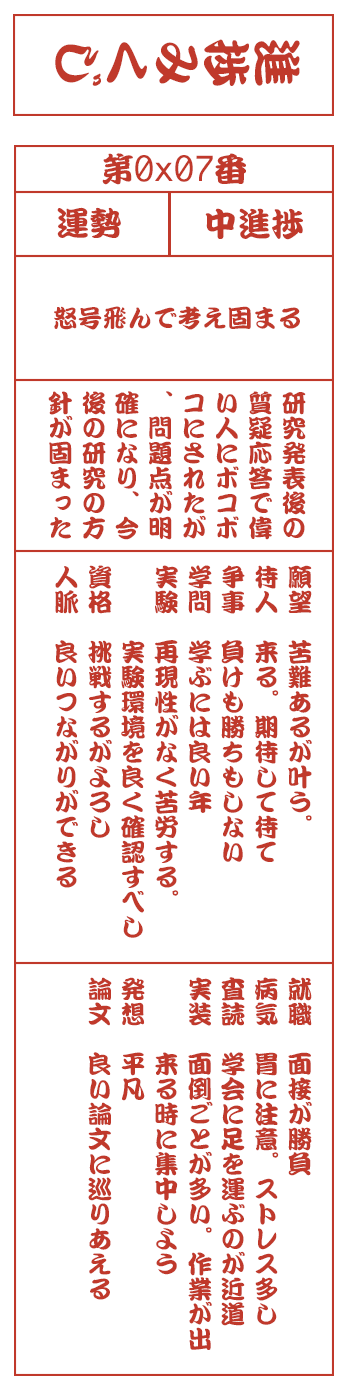 進捗みくじ
第0x07番
中進捗
運勢
怒号飛んで考え固まる
研究発表後の
質疑応答で偉
い人にボコボ
コにされたが
、問題点が明
確になり、今
後の研究の方
針が固まった
願望　苦難あるが叶う。
待人　来る。期待して待て
争事　負けも勝ちもしない
学問　学ぶには良い年
実験　再現性がなく苦労する。
実験環境を良く確認すべし
資格　挑戦するがよろし
人脈　良いつながりができる
就職　面接が勝負
病気　胃に注意。ストレス多し
査読　学会に足を運ぶのが近道
実装　面倒ごとが多い。作業が出
来る時に集中しよう
発想　平凡
論文　良い論文に巡りあえる